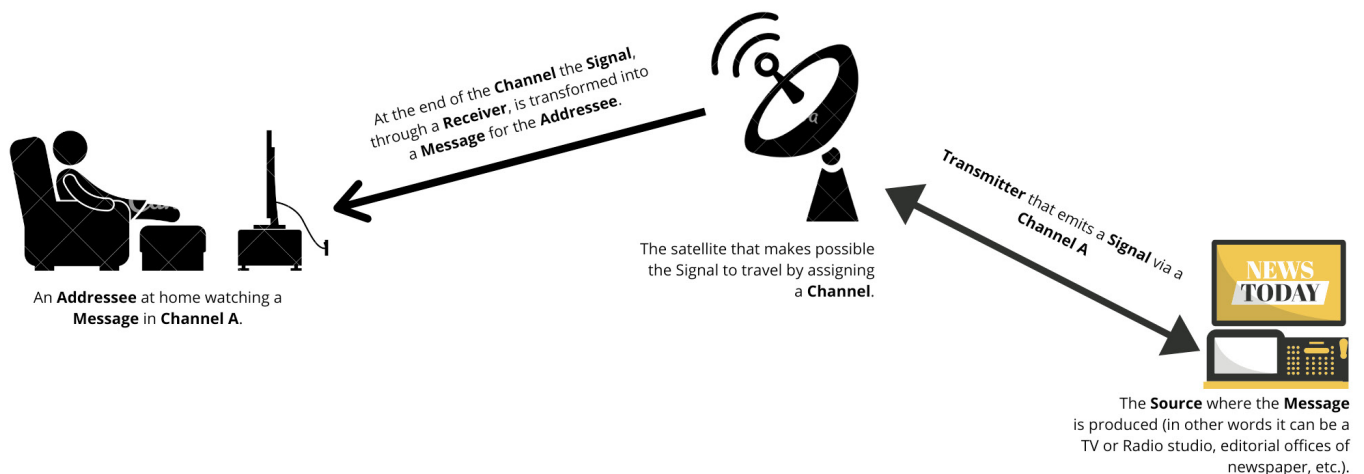 At the end of the Channel the Signal,
through a Receiver, is transformed into
a Message for the Addressee.
An Addressee at home watching a
Message in Channel A.
The satellite that makes possible
the Signal to travel by assigning
a Channel.
Transmitter that emits a Signal via a
Channel A
NEWS
TODAY
The Source where the Message
is produced (in other words it can be a
TV or Radio studio, editorial offices of
newspaper, etc.).